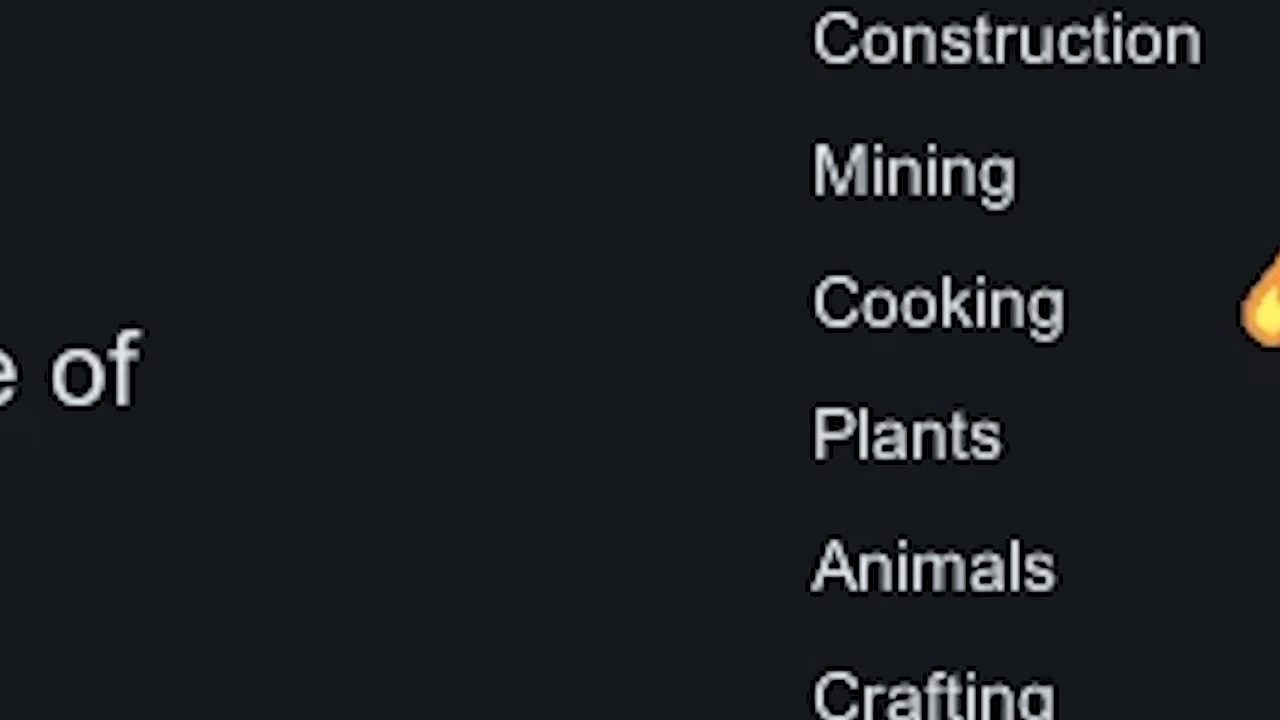 Construction
Mining
Cooking
e of
Plants
Animals
Crafting